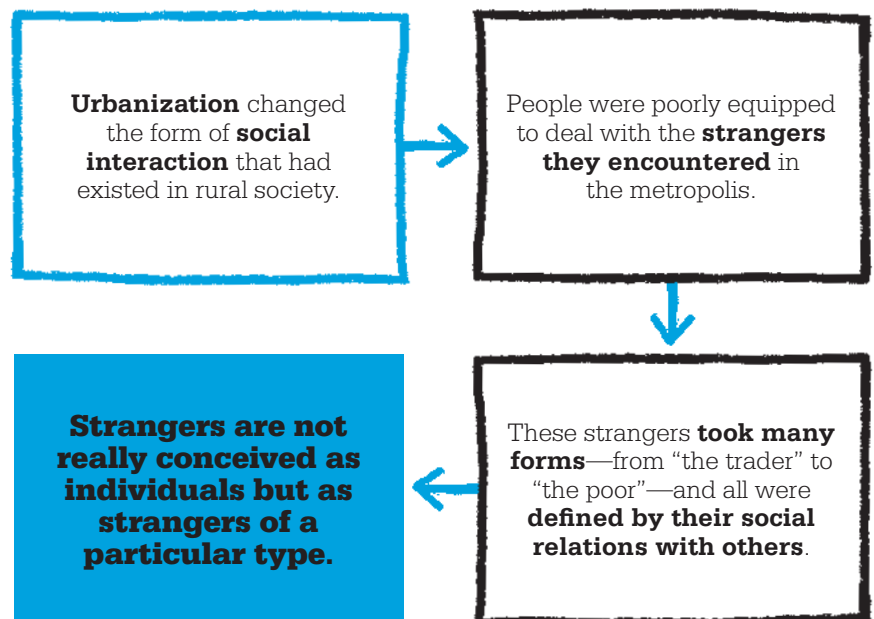 Urbanization changed
the form of social
interaction that had
existed in rural society.
People were poorly equipped
to deal with the strangers
they encountered in
the metropolis.
These strangers took many
forms—from “the trader” to
“the poor”—and all were
defined by their social
relations with others.
Strangers are not
really conceived as
individuals but as
strangers of a
particular type.